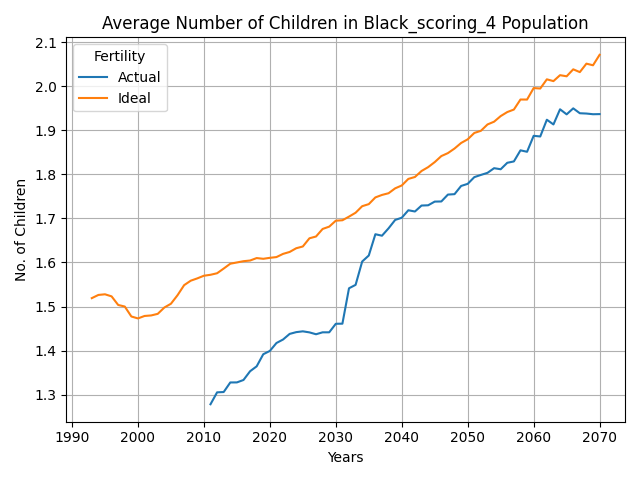 Average Number of Children in Black_scoring_4 Population
2.1
2.0
1.9
1.8
1.7
1.6
1.5
1.4
1.3
No. of Children
Fertility
Actual
Ideal
1990 2000 2010 2020 2030 2040 2050 2060 2070
Years